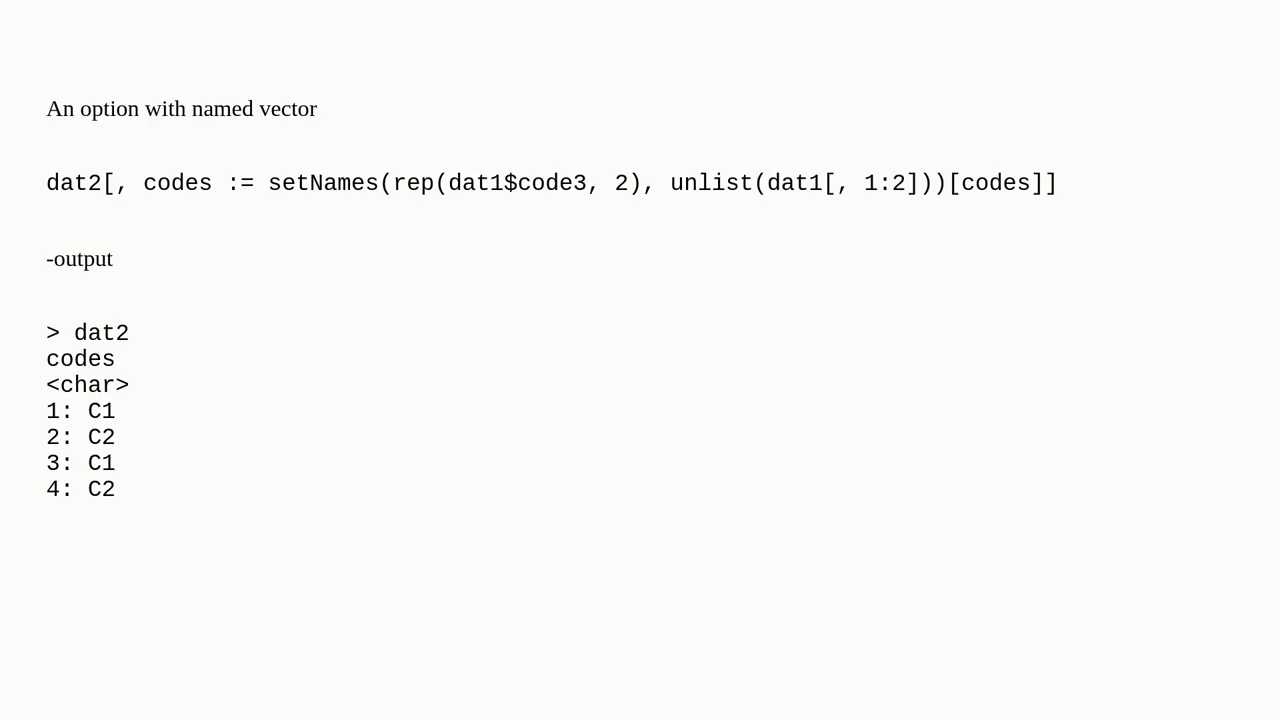 An option with named vector
dat2[, codes := setNames(rep(dat1$code3, 2), unlist(dat1[, 1:2]))[codes]]
-output
> dat2
codes
<char>
1: C1
2: C2
3: C1
4: C2